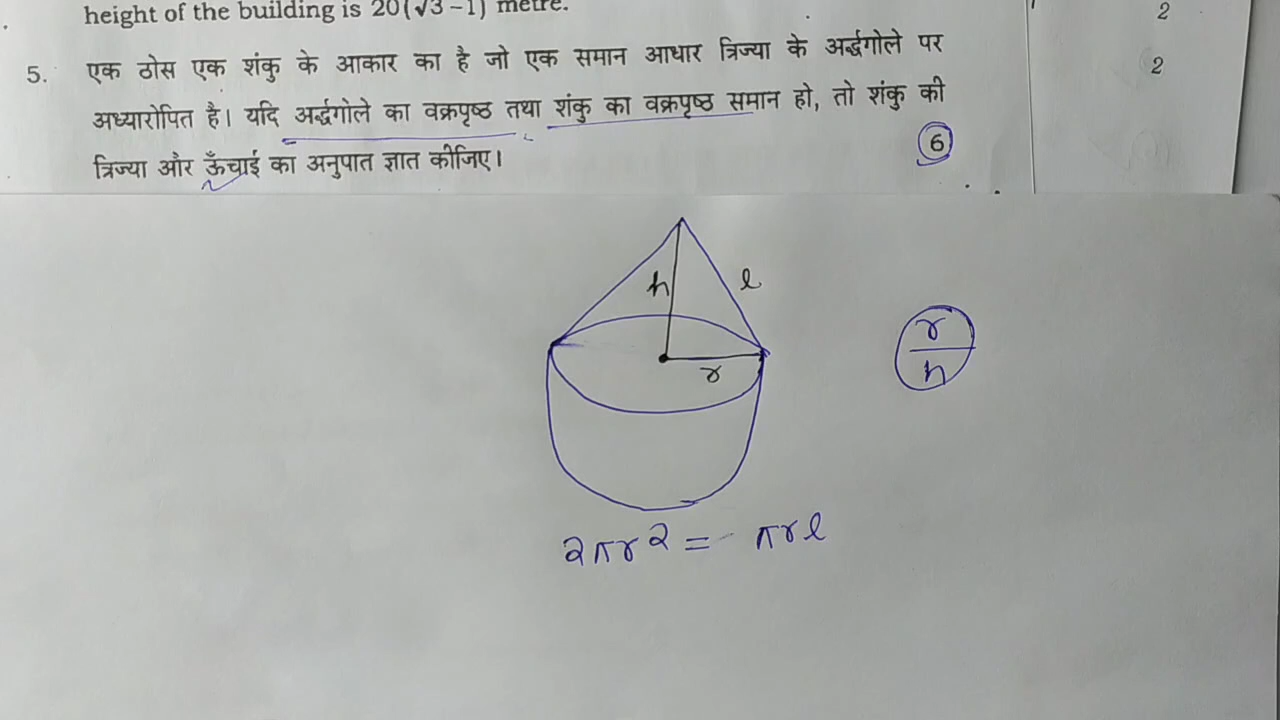 height of the building is 20(√3 −1) metre.
2
5. एक ठोस एक शंकु के आकार का है जो एक समान आधार त्रिज्या के अर्द्धगोले पर
2
अध्यारोपित है। यदि अर्द्धगोले का वक्रपृष्ठ तथा शंकु का वक्रपृष्ठ समान हो, तो शंकु की
त्रिज्या और ऊँचाई का अनुपात ज्ञात कीजिए।
6
h
l
r
r/h
2πr² = πrl